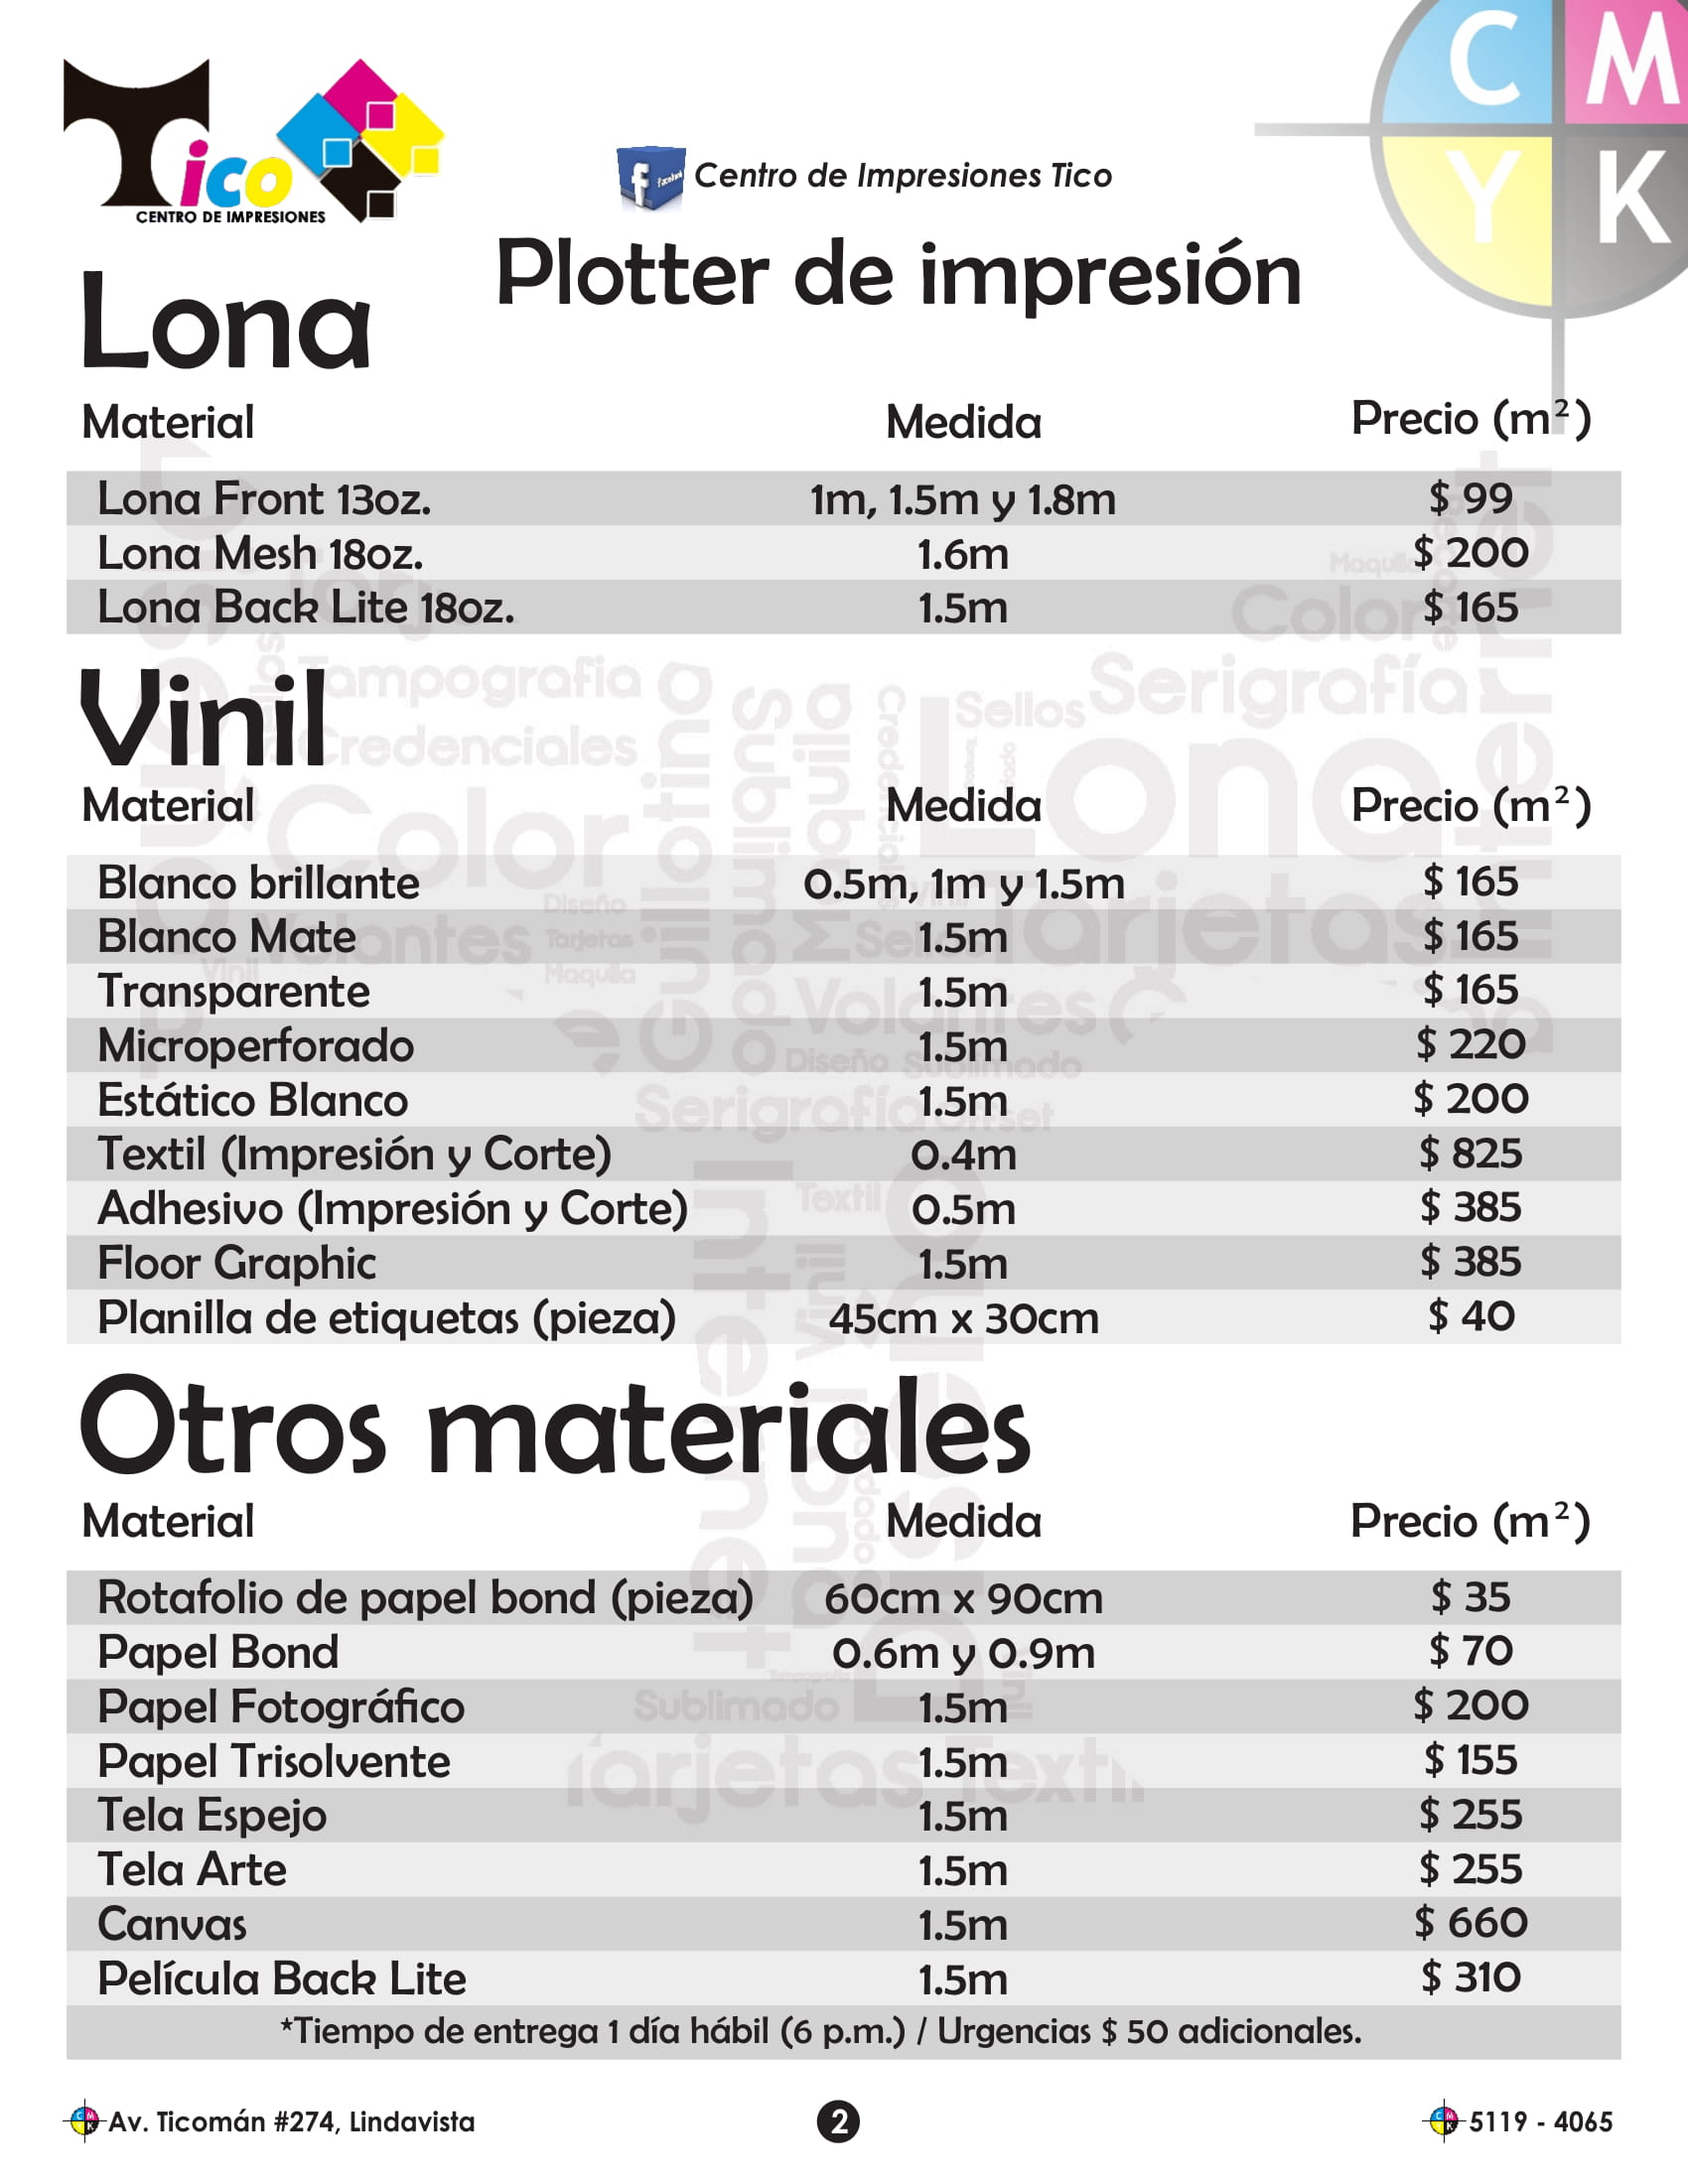 Tico
CENTRO DE IMPRESIONES
facebook
Centro de Impresiones Tico
C M
Y K
Plotter de impresión
Lona
Material Medida Precio (m²)
Lona Front 13oz. 1m, 1.5m y 1.8m $ 99
Lona Mesh 18oz. 1.6m $ 200
Lona Back Lite 18oz. 1.5m $ 165
Vinil
Material Medida Precio (m²)
Blanco brillante 0.5m, 1m y 1.5m $ 165
Blanco Mate 1.5m $ 165
Transparente 1.5m $ 165
Microperforado 1.5m $ 220
Estático Blanco 1.5m $ 200
Textil (Impresión y Corte) 0.4m $ 825
Adhesivo (Impresión y Corte) 0.5m $ 385
Floor Graphic 1.5m $ 385
Planilla de etiquetas (pieza) 45cm x 30cm $ 40
Otros materiales
Material Medida Precio (m²)
Rotafolio de papel bond (pieza) 60cm x 90cm $ 35
Papel Bond 0.6m y 0.9m $ 70
Papel Fotográfico 1.5m $ 200
Papel Trisolvente 1.5m $ 155
Tela Espejo 1.5m $ 255
Tela Arte 1.5m $ 255
Canvas 1.5m $ 660
Película Back Lite 1.5m $ 310
*Tiempo de entrega 1 día hábil (6 p.m.) / Urgencias $ 50 adicionales.
Av. Ticomán #274, Lindavista 2 5119 - 4065